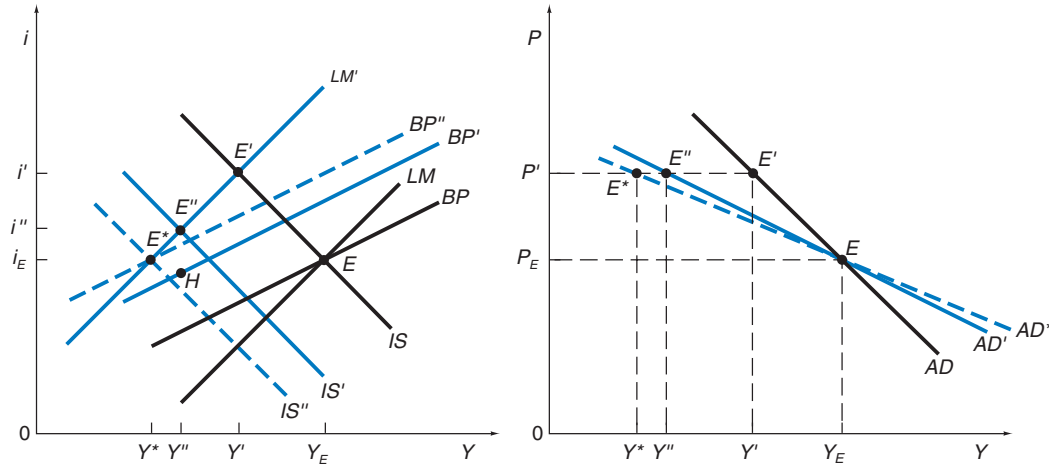 i
LM'
BP"
BP'
E'
LM
i'
BP
E"
i"
E*
i_E
H
E
IS
IS'
IS"
0
Y*
Y"
Y'
Y_E
Y
P
E"
E'
P'
E*
E
P_E
AD*
AD'
AD
0
Y*
Y"
Y'
Y_E
Y